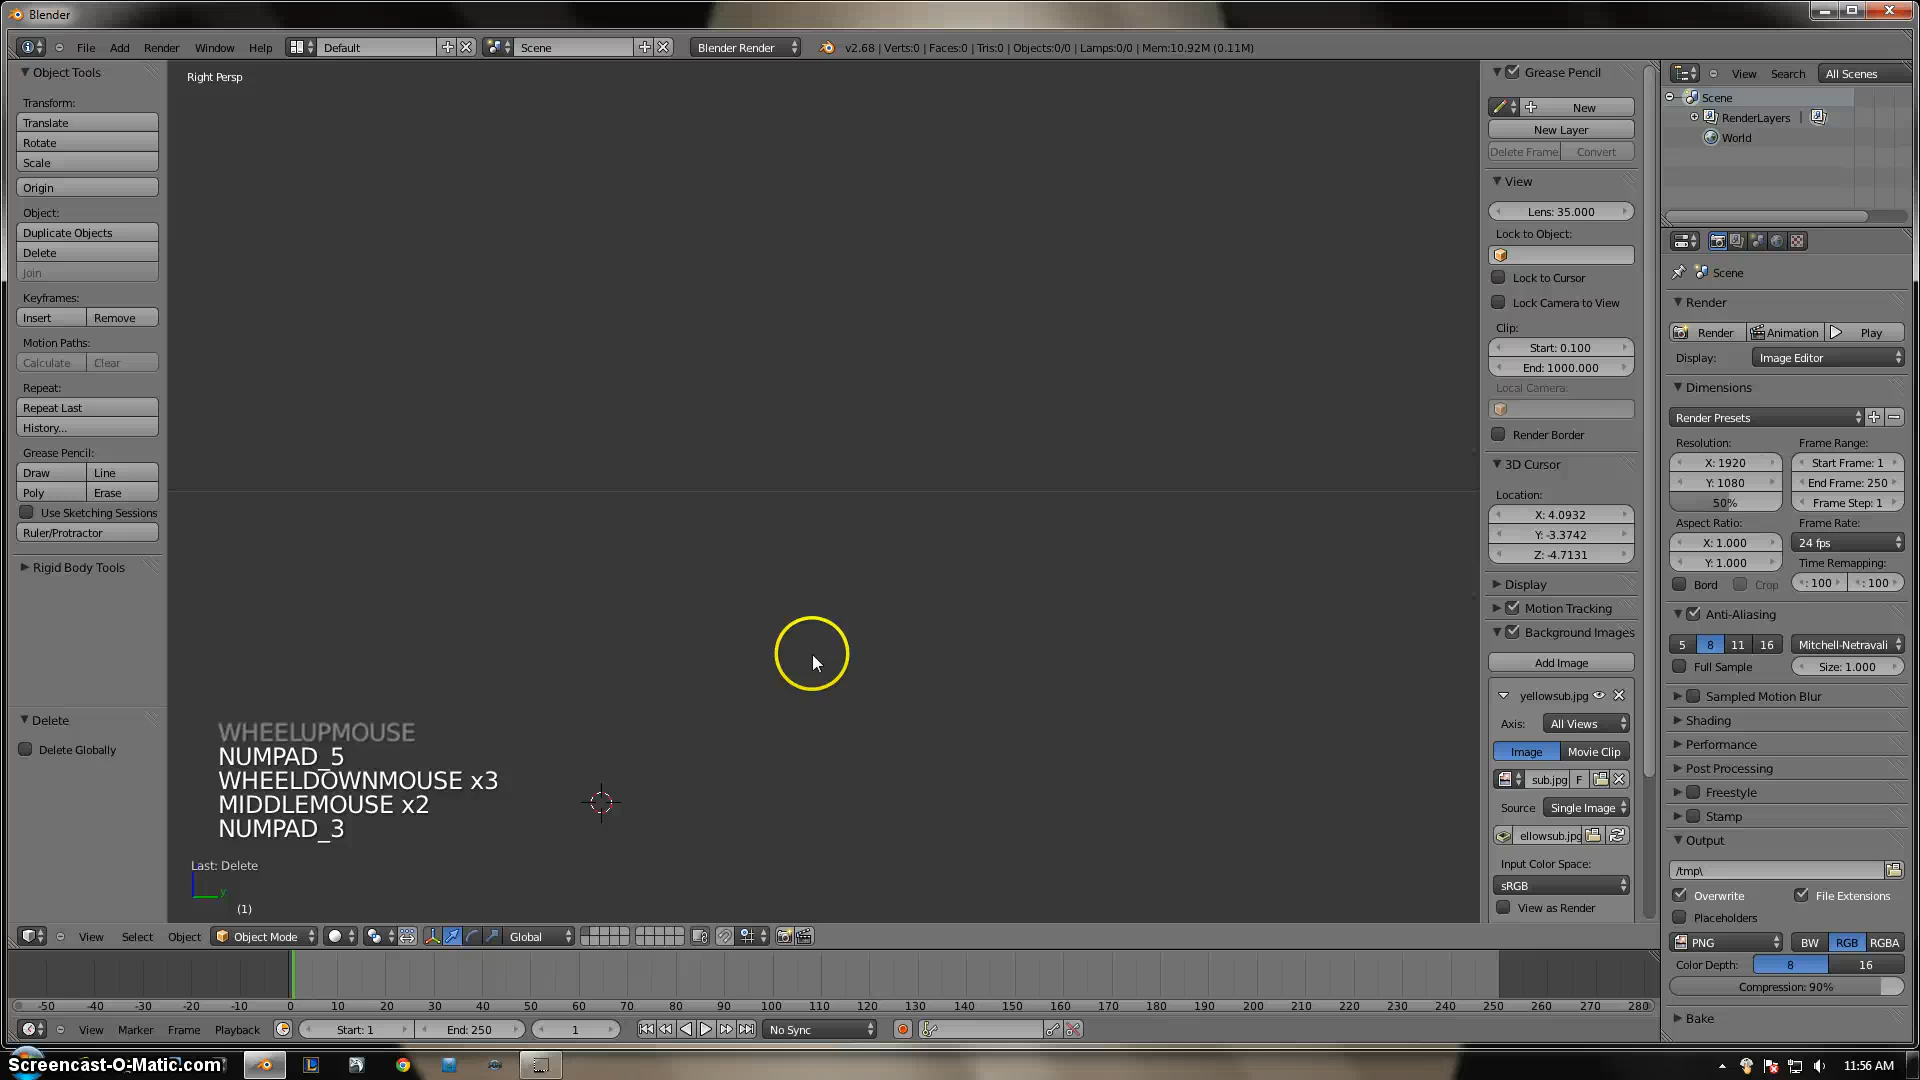 Blender
File Add Render Window Help Default Scene Blender Render v2.68 | Verts:0 | Faces:0 | Tris:0 | Objects:0/0 | Lamps:0/0 | Mem:10.92M (0.11M)
Object Tools
Transform:
Translate
Rotate
Scale
Origin
Object:
Duplicate Objects
Delete
Join
Keyframes:
Insert Remove
Motion Paths:
Calculate Clear
Repeat:
Repeat Last
History...
Grease Pencil:
Draw Line
Poly Erase
Use Sketching Sessions
Ruler/Protractor
Rigid Body Tools
Delete
Delete Globally
Right Persp
WHEELUPMOUSE
NUMPAD_5
WHEELDOWNMOUSE x3
MIDDLEMOUSE x2
NUMPAD_3
Last: Delete
y
(1)
Grease Pencil
New
New Layer
Delete Frame Convert
View
Lens: 35.000
Lock to Object:
Lock to Cursor
Lock Camera to View
Clip:
Start: 0.100
End: 1000.000
Local Camera:
Render Border
3D Cursor
Location:
X: 4.0932
Y: -3.3742
Z: -4.7131
Display
Motion Tracking
Background Images
Add Image
yellowsub.jpg
Axis: All Views
Image Movie Clip
sub.jpg F
Source Single Image
ellowsub.jpg
Input Color Space:
sRGB
View as Render
View Search All Scenes
Scene
RenderLayers |
World
Scene
Render
Render Animation Play
Display: Image Editor
Dimensions
Render Presets
Resolution: Frame Range:
X: 1920 Start Frame: 1
Y: 1080 End Frame: 250
50% Frame Step: 1
Aspect Ratio: Frame Rate:
X: 1.000 24 fps
Y: 1.000 Time Remapping:
Bord Crop : 100 : 100
Anti-Aliasing
5 8 11 16 Mitchell-Netravali
Full Sample Size: 1.000
Sampled Motion Blur
Shading
Performance
Post Processing
Freestyle
Stamp
Output
/tmp\
Overwrite File Extensions
Placeholders
PNG BW RGB RGBA
Color Depth: 8 16
Compression: 90%
Bake
View Select Object Object Mode Global
-50 -40 -30 -20 -10 0 10 20 30 40 50 60 70 80 90 100 110 120 130 140 150 160 170 180 190 200 210 220 230 240 250 260 270 280
View Marker Frame Playback Start: 1 End: 250 1 No Sync
Screencast-O-Matic.com
11:56 AM